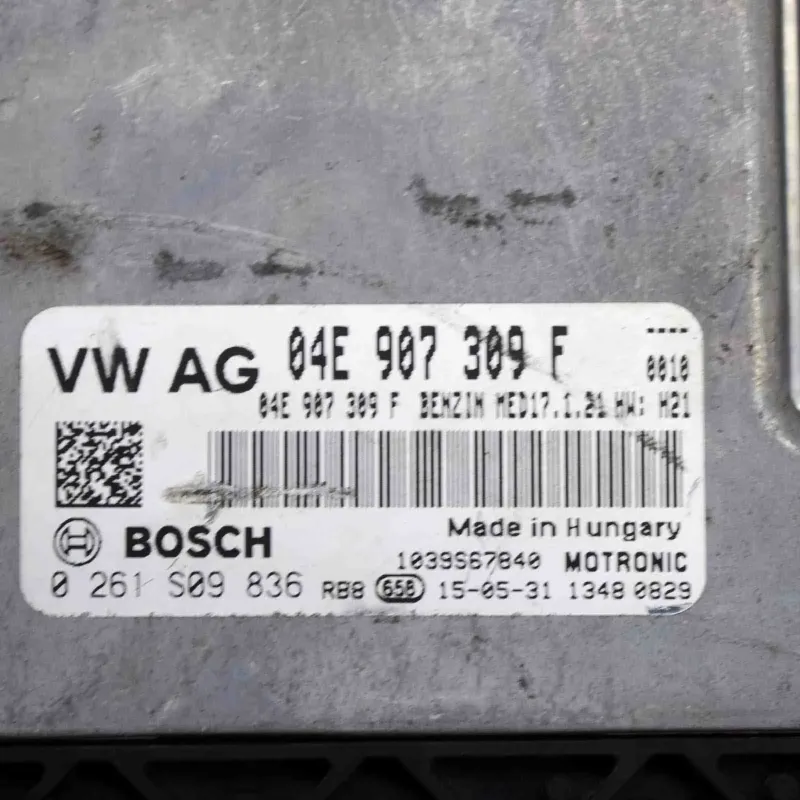 VW AG 04E 907 309 F ----
0010
04E 907 309 F BENZIN MED17.1.21 HW: H21
BOSCH Made in Hungary
1039S67840 MOTRONIC
0 261 S09 836 RB8 658 15-05-31 1348 0829